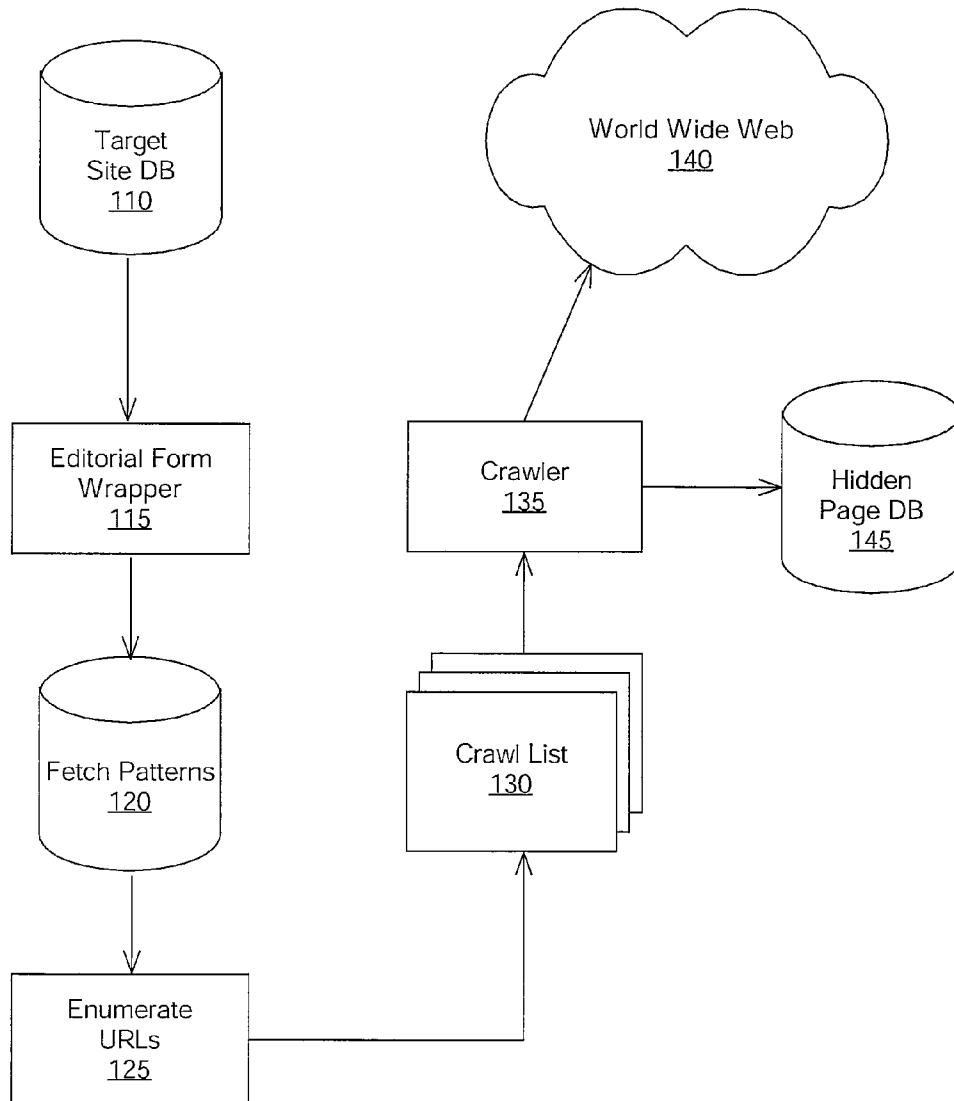 Target
Site DB
110
World Wide Web
140
Editorial Form
Wrapper
115
Crawler
135
Hidden
Page DB
145
Fetch Patterns
120
Crawl List
130
Enumerate
URLs
125